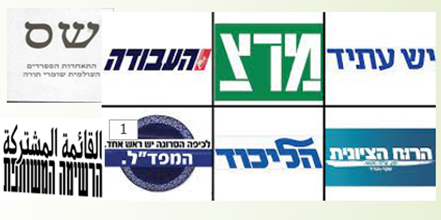 שס
התאחדות הספרדים
העולמית שומרי תורה
העבודה
מרצ
יש עתיד
القائمة المشتركة
הרשימה המשותפת
1
לכיפה הסרוגה יש ראש אחד.
המפד"ל.
הליכוד
הרוח הציונית